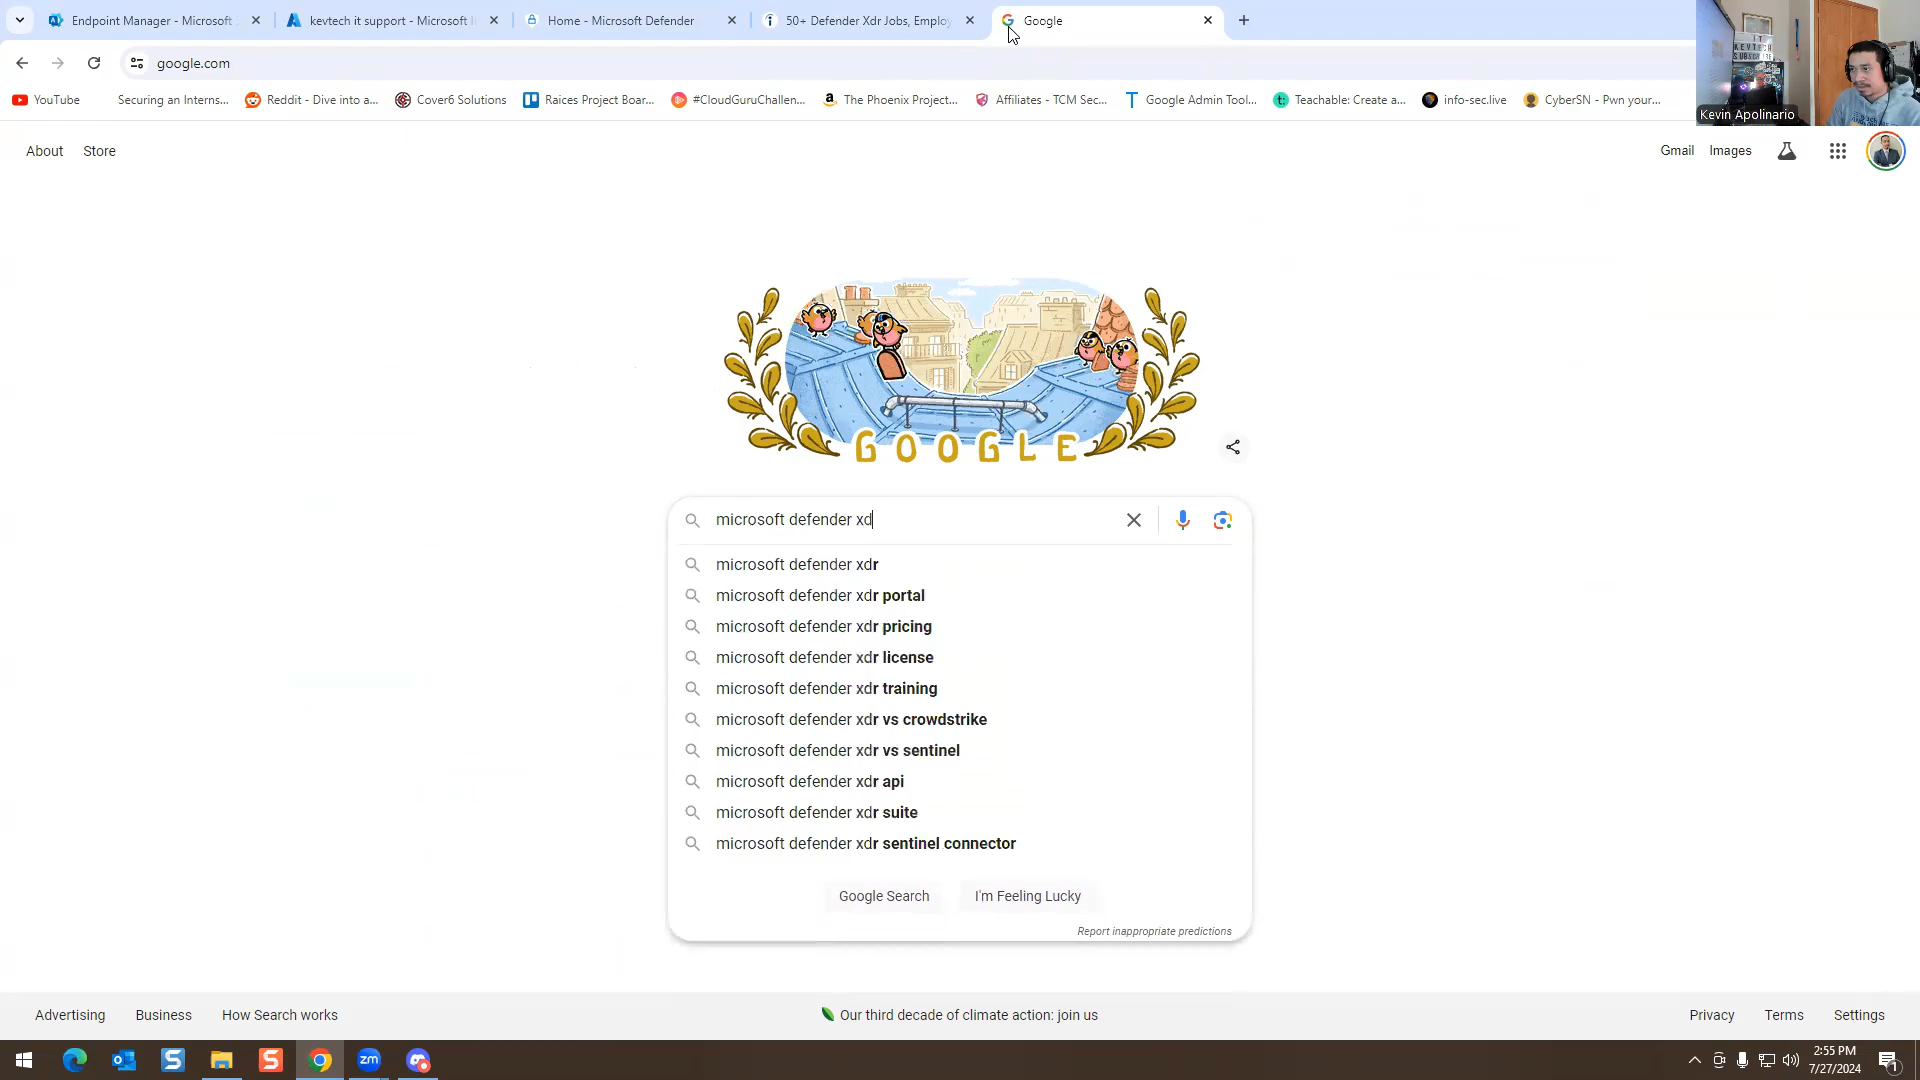 Endpoint Manager - Microsoft
kevtech it support - Microsoft
Home - Microsoft Defender
50+ Defender Xdr Jobs, Employ
Google
google.com
YouTube
Securing an Interns...
Reddit - Dive into a...
Cover6 Solutions
Raices Project Boar...
#CloudGuruChallen...
The Phoenix Project...
Affiliates - TCM Sec...
Google Admin Tool...
Teachable: Create a...
info-sec.live
CyberSN - Pwn your...
IT
KEVTECH
SUBSCRIBE
Kevin Apolinario
About
Store
Gmail
Images
GOOGLE
microsoft defender xd
microsoft defender xdr
microsoft defender xdr portal
microsoft defender xdr pricing
microsoft defender xdr license
microsoft defender xdr training
microsoft defender xdr vs crowdstrike
microsoft defender xdr vs sentinel
microsoft defender xdr api
microsoft defender xdr suite
microsoft defender xdr sentinel connector
Google Search
I'm Feeling Lucky
Report inappropriate predictions
Advertising
Business
How Search works
Our third decade of climate action: join us
Privacy
Terms
Settings
zm
2:55 PM
7/27/2024
1